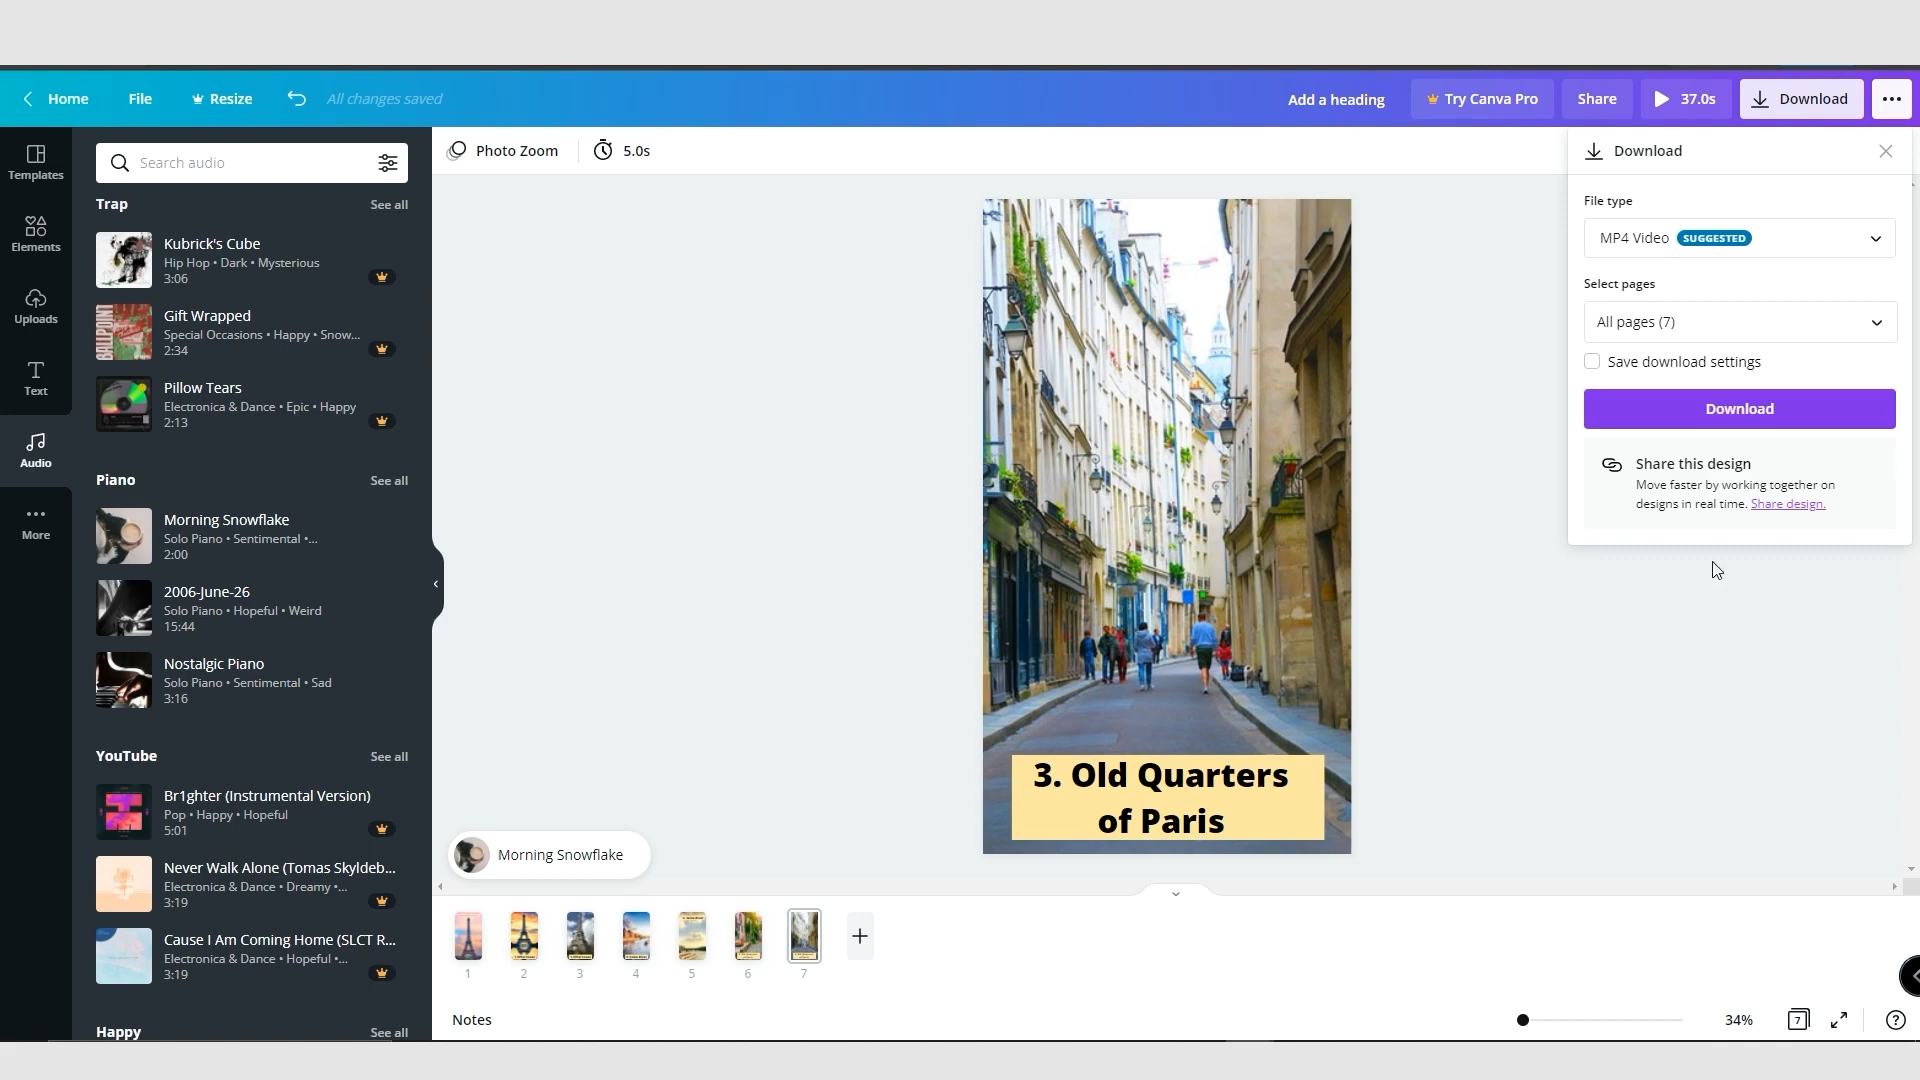 Home
File
Resize
All changes saved
Add a heading
Try Canva Pro
Share
37.0s
Download
Templates
Elements
Uploads
Text
Audio
More
Search audio
Trap
See all
Kubrick's Cube
Hip Hop • Dark • Mysterious
3:06
Gift Wrapped
Special Occasions • Happy • Snow...
2:34
Pillow Tears
Electronica & Dance • Epic • Happy
2:13
Piano
See all
Morning Snowflake
Solo Piano • Sentimental •...
2:00
2006-June-26
Solo Piano • Hopeful • Weird
15:44
Nostalgic Piano
Solo Piano • Sentimental • Sad
3:16
YouTube
See all
Br1ghter (Instrumental Version)
Pop • Happy • Hopeful
5:01
Never Walk Alone (Tomas Skyldeb...
Electronica & Dance • Dreamy •...
3:19
Cause I Am Coming Home (SLCT R...
Electronica & Dance • Hopeful •...
3:19
Happy
See all
Photo Zoom
5.0s
3. Old Quarters
of Paris
Morning Snowflake
1
2
3
4
5
6
7
Notes
34%
7
Download
File type
MP4 Video SUGGESTED
Select pages
All pages (7)
Save download settings
Download
Share this design
Move faster by working together on
designs in real time. Share design.